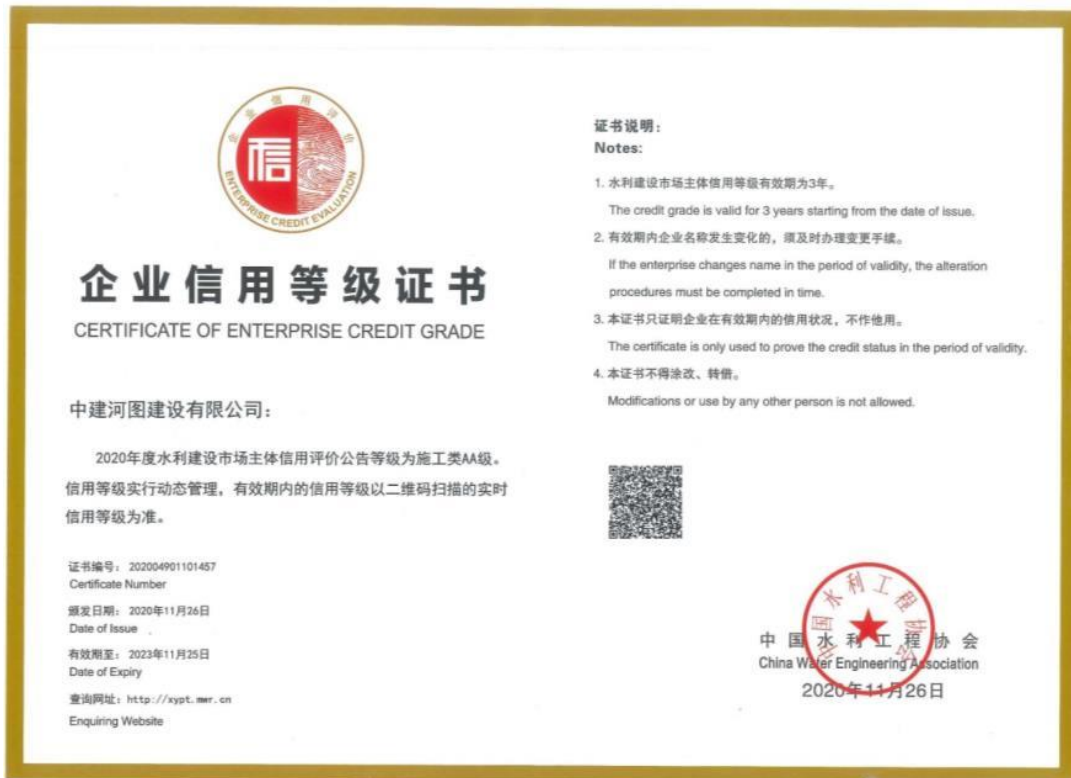 企业信用评价
信
ENTERPRISE CREDIT EVALUATION
企业信用等级证书
CERTIFICATE OF ENTERPRISE CREDIT GRADE
中建河图建设有限公司：
2020年度水利建设市场主体信用评价公告等级为施工类AA级。
信用等级实行动态管理，有效期内的信用等级以二维码扫描的实时
信用等级为准。
证书编号： 202004901101457
Certificate Number
颁发日期： 2020年11月26日
Date of Issue
有效期至： 2023年11月25日
Date of Expiry
查询网址：http://xypt.mwr.cn
Enquiring Website
证书说明：
Notes:
1. 水利建设市场主体信用等级有效期为3年。
The credit grade is valid for 3 years starting from the date of issue.
2. 有效期内企业名称发生变化的，须及时办理变更手续。
If the enterprise changes name in the period of validity, the alteration
procedures must be completed in time.
3. 本证书只证明企业在有效期内的信用状况，不作他用。
The certificate is only used to prove the credit status in the period of validity.
4. 本证书不得涂改、转借。
Modifications or use by any other person is not allowed.
中国水利工程协会
中国水利工程协会
China Water Engineering Association
2020年11月26日